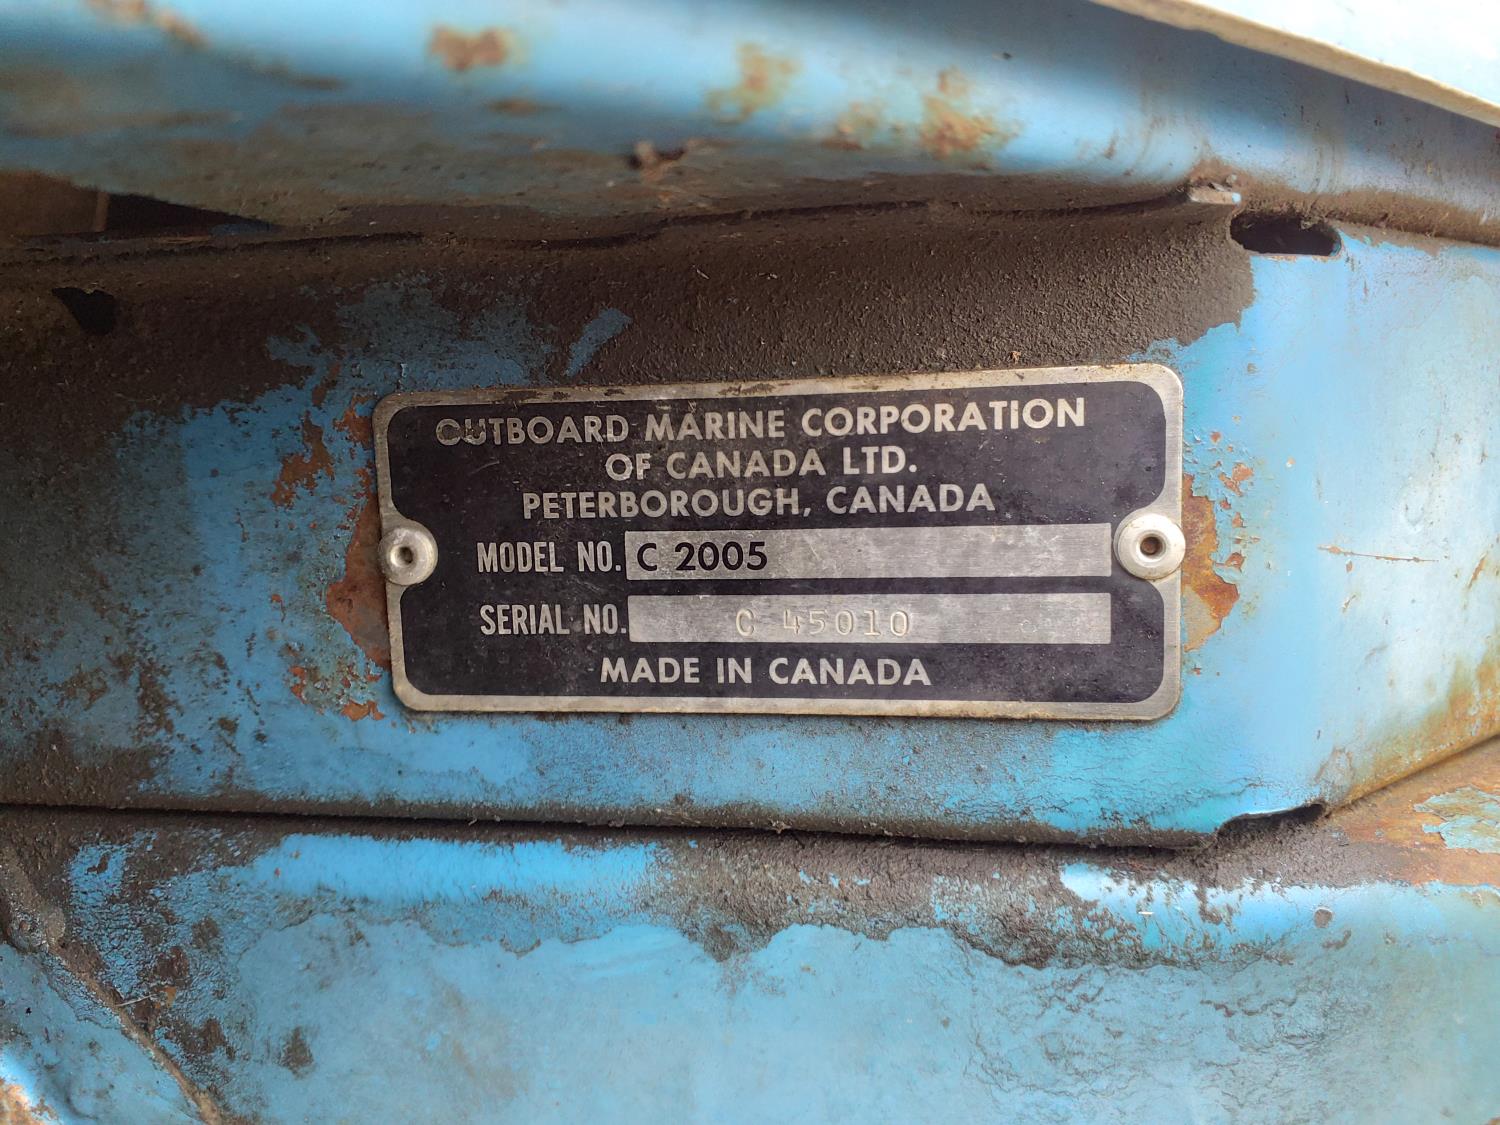 OUTBOARD MARINE CORPORATION
OF CANADA LTD.
PETERBOROUGH, CANADA
MODEL NO. C 2005
SERIAL NO. C 45010
MADE IN CANADA